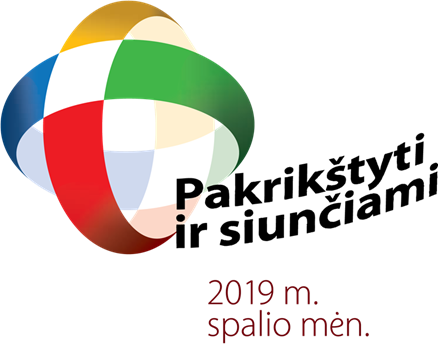 Pakrikštyti
ir siunčiami
2019 m.
spalio mėn.